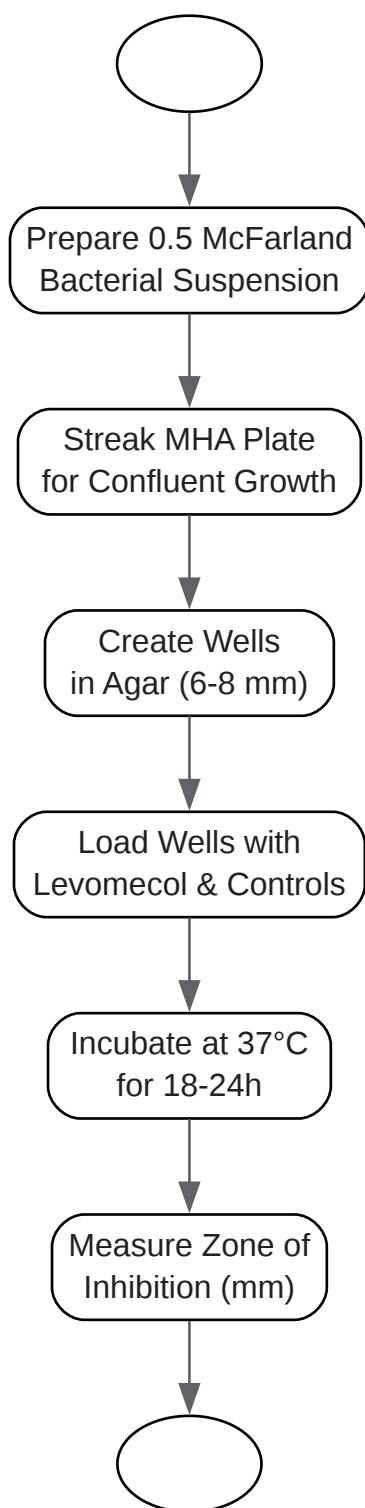 Prepare 0.5 McFarland
Bacterial Suspension
Streak MHA Plate
for Confluent Growth
Create Wells
in Agar (6-8 mm)
Load Wells with
Levomecol & Controls
Incubate at 37°C
for 18-24h
Measure Zone of
Inhibition (mm)